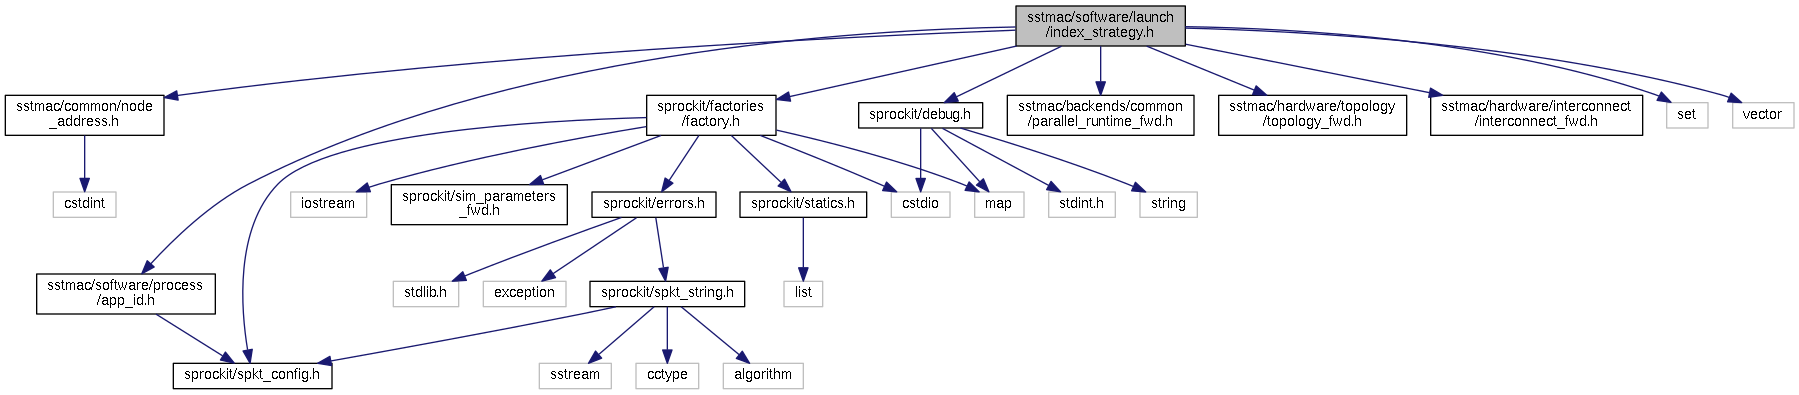 sstmac/software/launch
/index_strategy.h
sstmac/common/node
_address.h
sprockit/factories
/factory.h
sprockit/debug.h
sstmac/backends/common
/parallel_runtime_fwd.h
sstmac/hardware/topology
/topology_fwd.h
sstmac/hardware/interconnect
/interconnect_fwd.h
set
vector
cstdint
iostream
sprockit/sim_parameters
_fwd.h
sprockit/errors.h
sprockit/statics.h
cstdio
map
stdint.h
string
sstmac/software/process
/app_id.h
stdlib.h
exception
sprockit/spkt_string.h
list
sprockit/spkt_config.h
sstream
cctype
algorithm